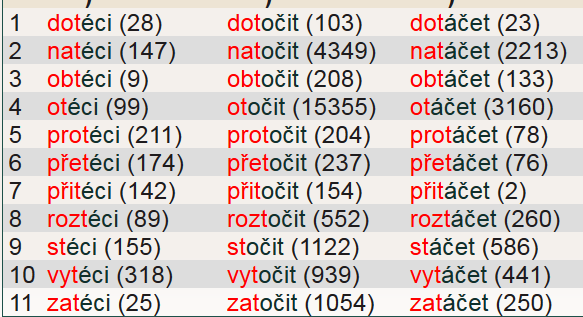 1 dotéci (28) dotočit (103) dotáčet (23)
2 natéci (147) natočit (4349) natáčet (2213)
3 obtéci (9) obtočit (208) obtáčet (133)
4 otéci (99) otočit (15355) otáčet (3160)
5 protéci (211) protočit (204) protáčet (78)
6 přetéci (174) přetočit (237) přetáčet (76)
7 přitéci (142) přitočit (154) přitáčet (2)
8 roztéci (89) roztočit (552) roztáčet (260)
9 stéci (155) stočit (1122) stáčet (586)
10 vytéci (318) vytočit (939) vytáčet (441)
11 zatéci (25) zatočit (1054) zatáčet (250)